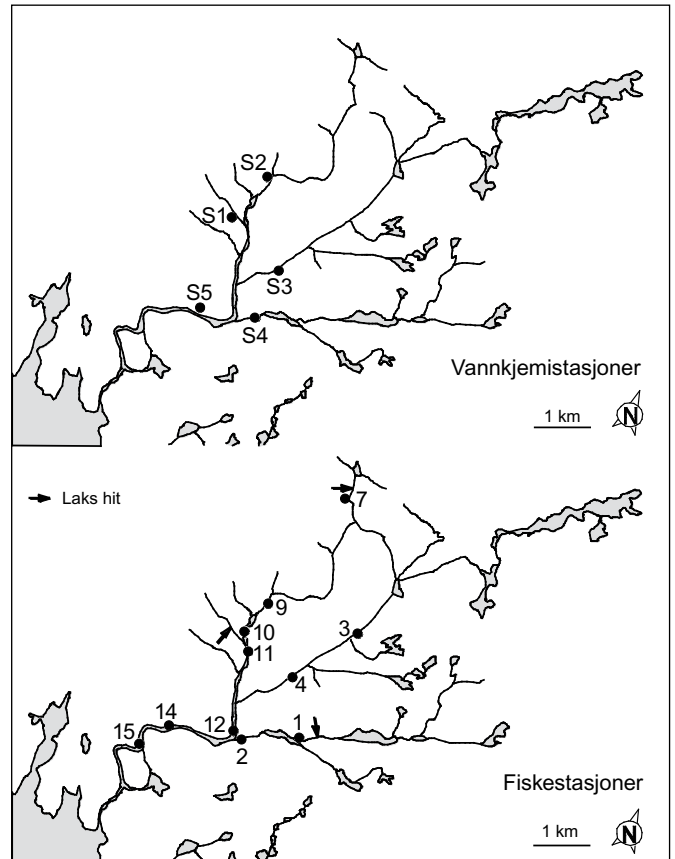 S2
S1
S3
S5
S4
Vannkjemistasjoner
1 km
N
Laks hit
7
9
10
3
11
4
14
12
1
15
2
Fiskestasjoner
1 km
N